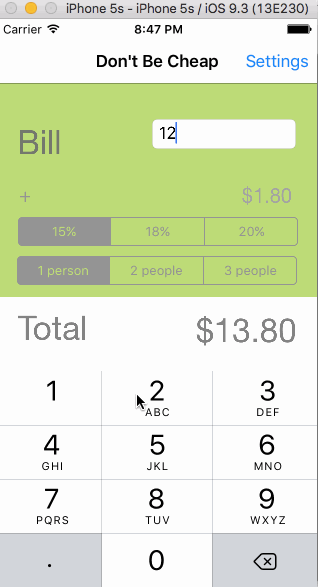 iPhone 5s - iPhone 5s / iOS 9.3 (13E230)
Carrier 8:47 PM
Don't Be Cheap Settings
Bill 12
+ $1.80
15% 18% 20%
1 person 2 people 3 people
Total $13.80
1 2 3
ABC DEF
4 5 6
GHI JKL MNO
7 8 9
PQRS TUV WXYZ
. 0